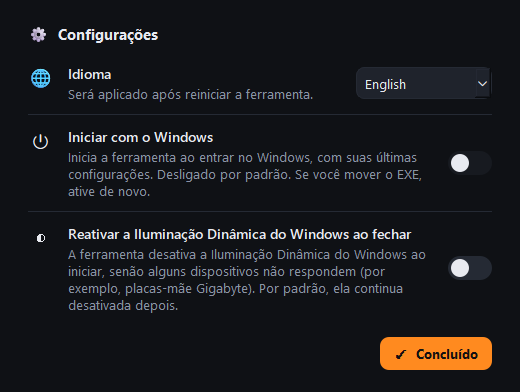 Configurações
Idioma
Será aplicado após reiniciar a ferramenta.
English
Iniciar com o Windows
Inicia a ferramenta ao entrar no Windows, com suas últimas
configurações. Desligado por padrão. Se você mover o EXE,
ative de novo.
Reativar a Iluminação Dinâmica do Windows ao fechar
A ferramenta desativa a Iluminação Dinâmica do Windows ao
iniciar, senão alguns dispositivos não respondem (por
exemplo, placas-mãe Gigabyte). Por padrão, ela continua
desativada depois.
✓ Concluído